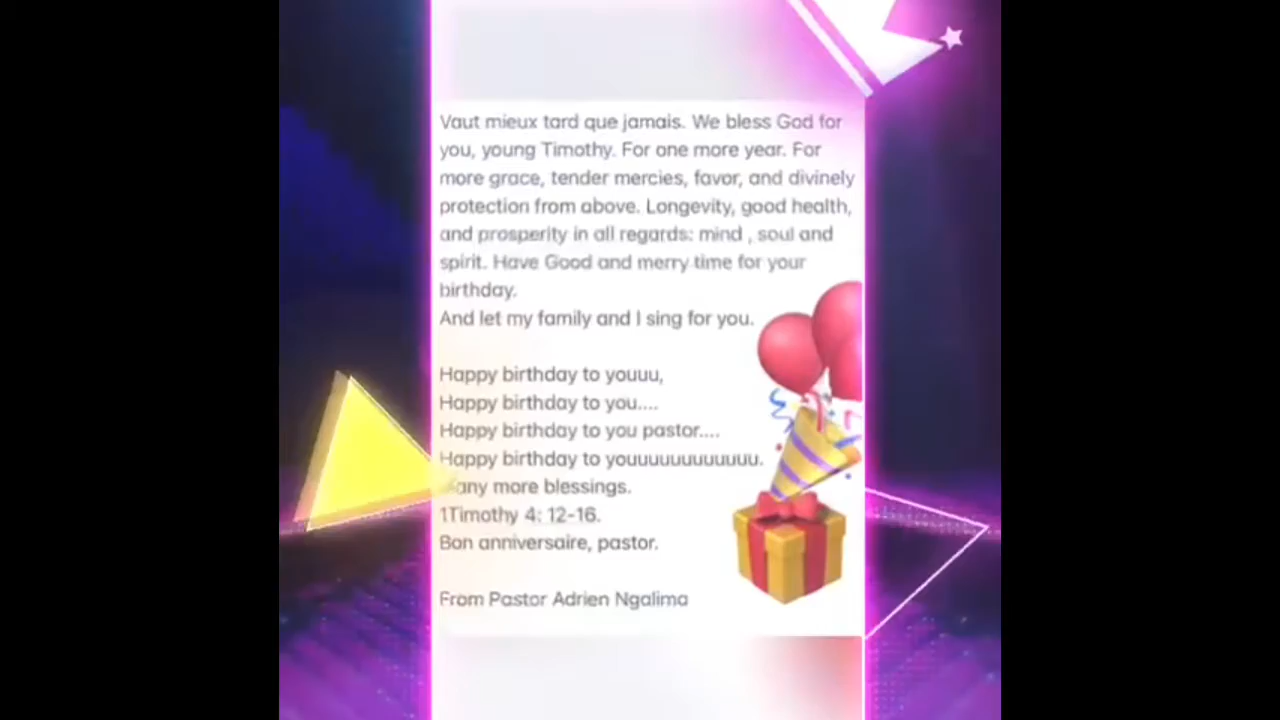 Vaut mieux tard que jamais. We bless God for
you, young Timothy. For one more year. For
more grace, tender mercies, favor, and divinely
protection from above. Longevity, good health,
and prosperity in all regards: mind , soul and
spirit. Have Good and merry time for your
birthday.
And let my family and I sing for you.
Happy birthday to youuu,
Happy birthday to you....
Happy birthday to you pastor....
Happy birthday to youuuuuuuuuuuu.
Many more blessings.
1Timothy 4: 12-16.
Bon anniversaire, pastor.
From Pastor Adrien Ngalima